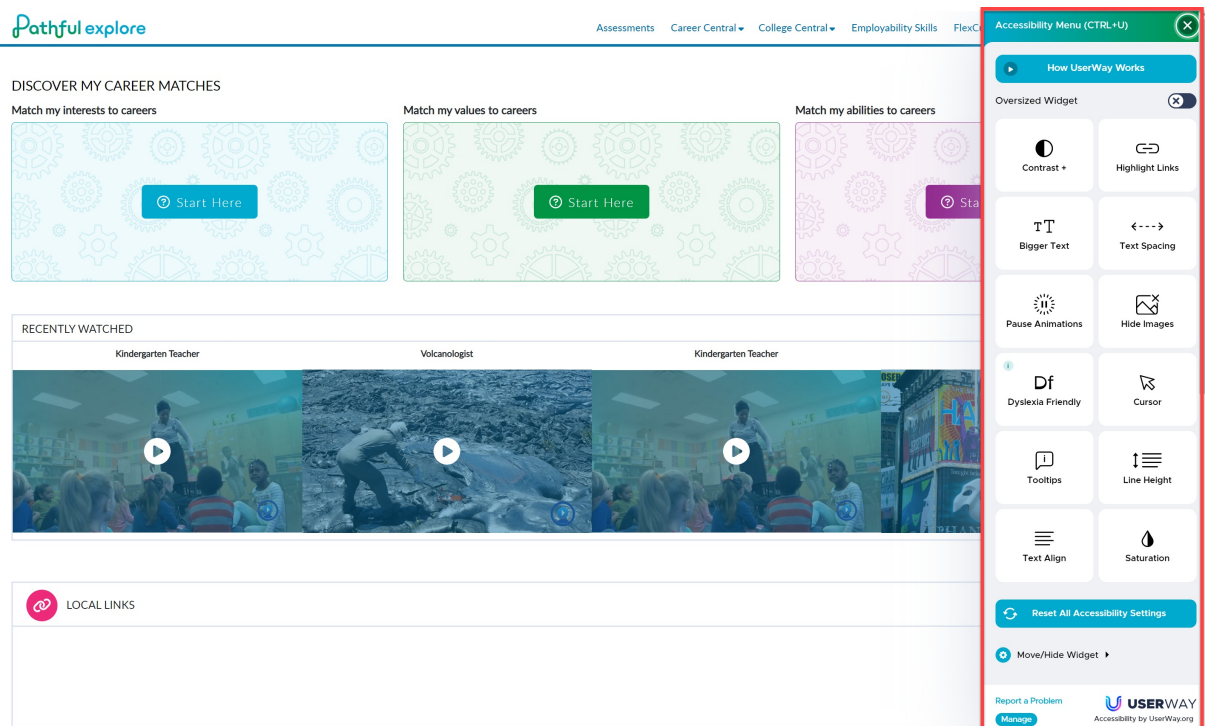 Pathful explore
Assessments Career Central College Central Employability Skills
DISCOVER MY CAREER MATCHES
Match my interests to careers
Match my values to careers
Match my abilities to careers
Start Here
Start Here
RECENTLY WATCHED
Kindergarten Teacher
Volcanologist
Kindergarten Teacher
LOCAL LINKS
Accessibility Menu (CTRL+U)
How UserWay Works
Oversized Widget
Contrast +
Highlight Links
Bigger Text
Text Spacing
Pause Animations
Hide Images
Df
Dyslexia Friendly
Cursor
Tooltips
Line Height
Text Align
Saturation
Reset All Accessibility Settings
Move/Hide Widget
Report a Problem
USERWAY
Manage
Accessibility by UserWay.org